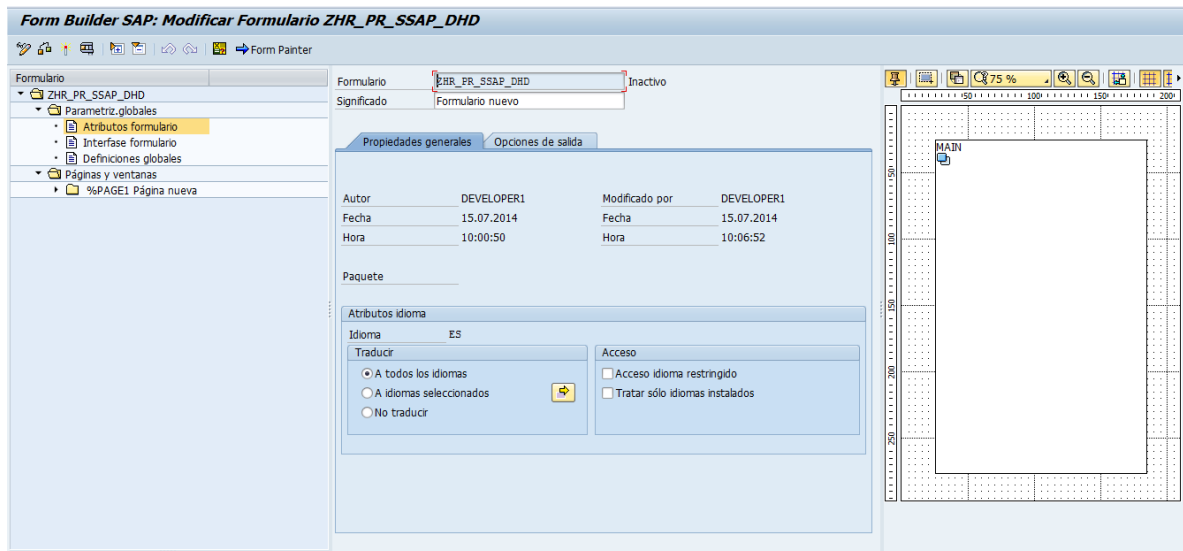 Form Builder SAP: Modificar Formulario ZHR_PR_SSAP_DHD
Form Painter
Formulario
ZHR_PR_SSAP_DHD
Parametriz.globales
Atributos formulario
Interfase formulario
Definiciones globales
Páginas y ventanas
%PAGE1 Página nueva
Formulario ZHR_PR_SSAP_DHD Inactivo
Significado Formulario nuevo
Propiedades generales Opciones de salida
Autor DEVELOPER1 Modificado por DEVELOPER1
Fecha 15.07.2014 Fecha 15.07.2014
Hora 10:00:50 Hora 10:06:52
Paquete
Atributos idioma
Idioma ES
Traducir
A todos los idiomas
A idiomas seleccionados
No traducir
Acceso
Acceso idioma restringido
Tratar sólo idiomas instalados
75 %
50 100 150 200
MAIN
50
100
150
200
250